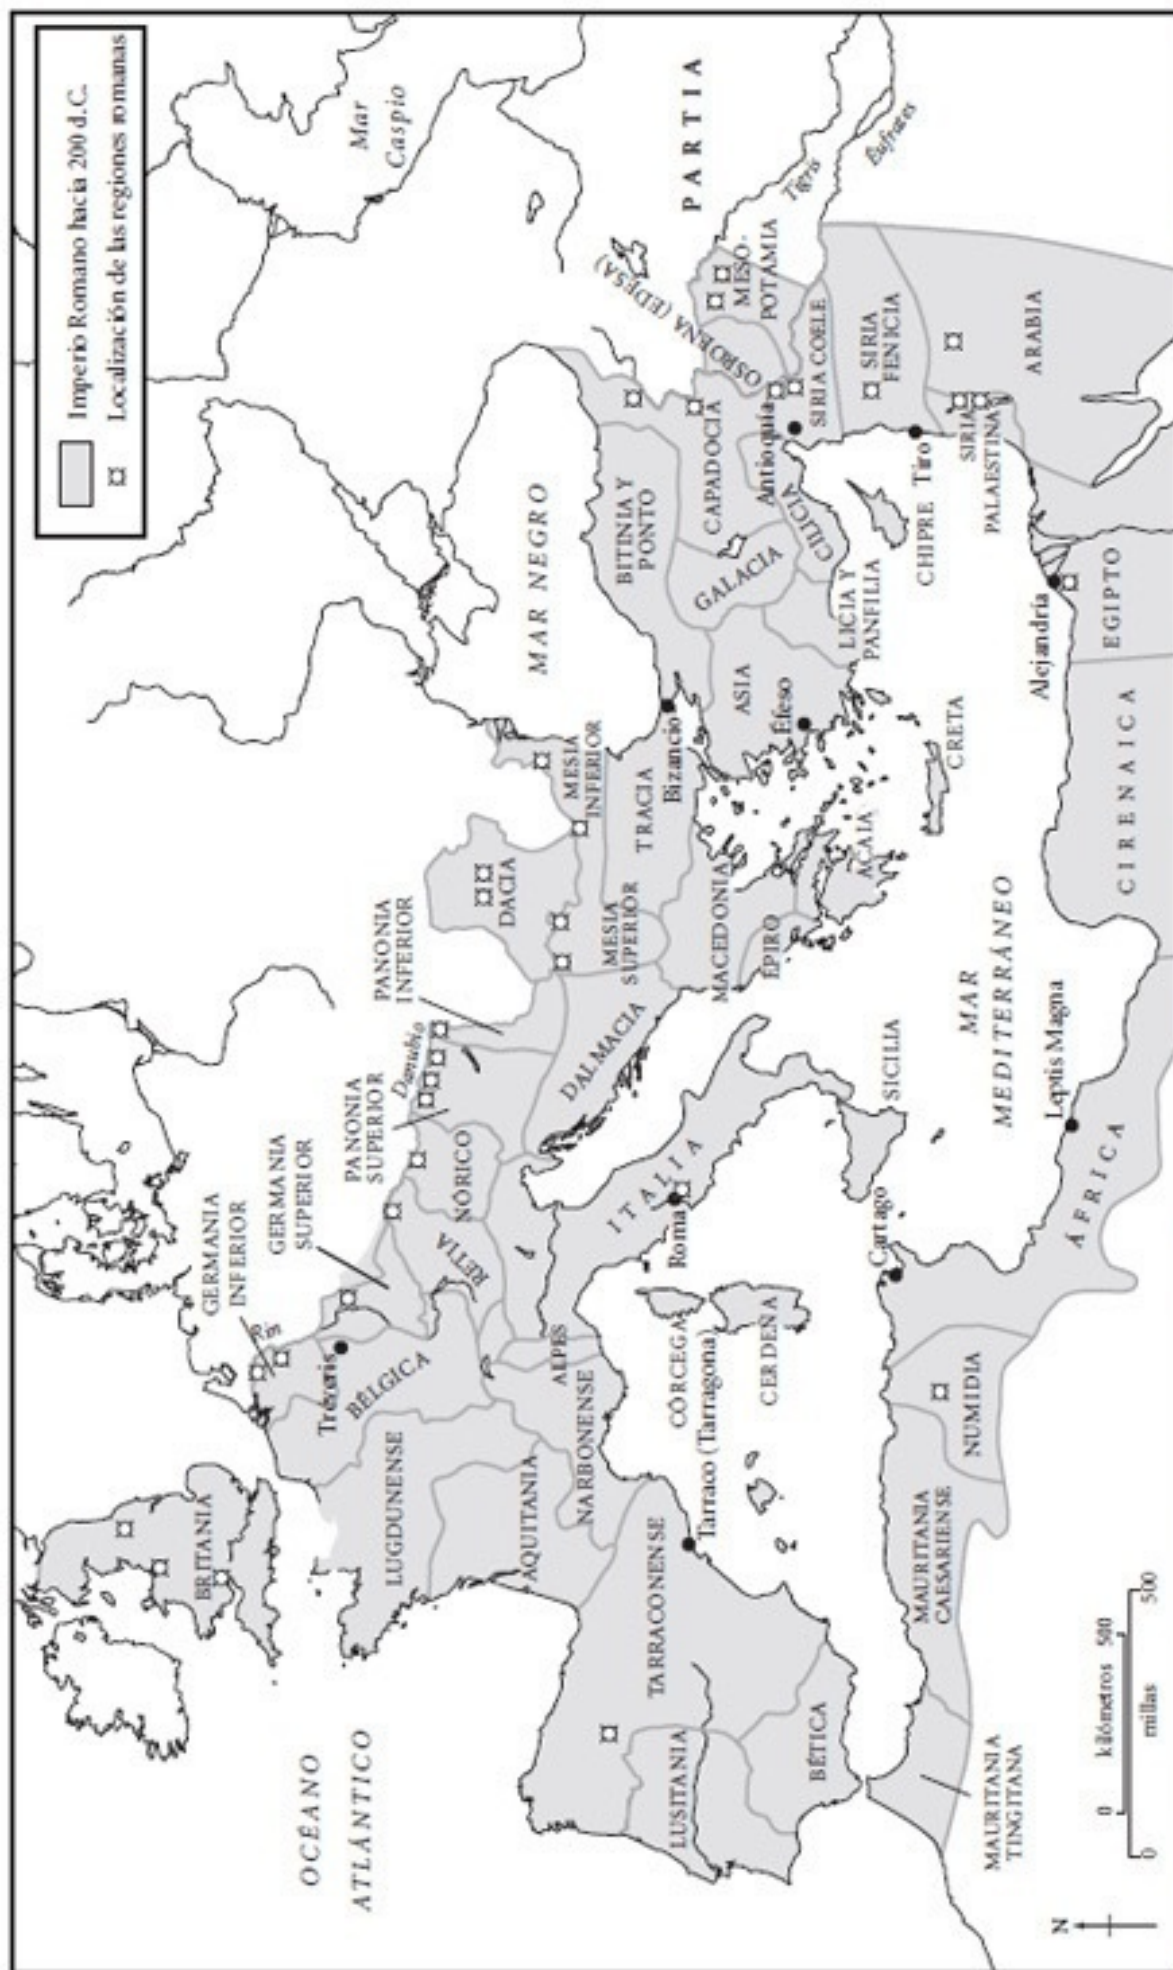 Imperio Romano hacia 200 d.C.
Localización de las regiones romanas
Mar
Caspio
PARTIA
Tigris
Éufrates
MAR NEGRO
OSROENA (EDESA)
MESO-
POTAMIA
SIRIA COELE
SIRIA
FENICIA
ARABIA
SIRIA
PALAESTINA
Antioquía
Tiro
CHIPRE
CAPADOCIA
BITINIA Y
PONTO
GALACIA
CILICIA
LICIA Y
PANFILIA
ASIA
Éfeso
Bizancio
Alejandría
EGIPTO
CIRENAICA
CRETA
ACAIA
MESIA
INFERIOR
TRACIA
DACIA
MESIA
SUPERIOR
MACEDONIA
ÉPIRO
PANONIA
INFERIOR
PANONIA
SUPERIOR
Danubio
DALMACIA
NÓRICO
RETIA
GERMANIA
SUPERIOR
GERMANIA
INFERIOR
Rin
Tréveris
BÉLGICA
ITALIA
Roma
SICILIA
MAR
MEDITERRÁNEO
Leptis Magna
ÁFRICA
Cartago
CÓRCEGA
CERDEÑA
ALPES
NARBONENSE
LUGDUNENSE
AQUITANIA
BRITANIA
Tarraco (Tarragona)
TARRACONENSE
LUSITANIA
BÉTICA
NUMIDIA
MAURITANIA
CAESARIENSE
MAURITANIA
TINGITANA
OCÉANO
ATLÁNTICO
N
0 kilómetros 500
0 millas 500